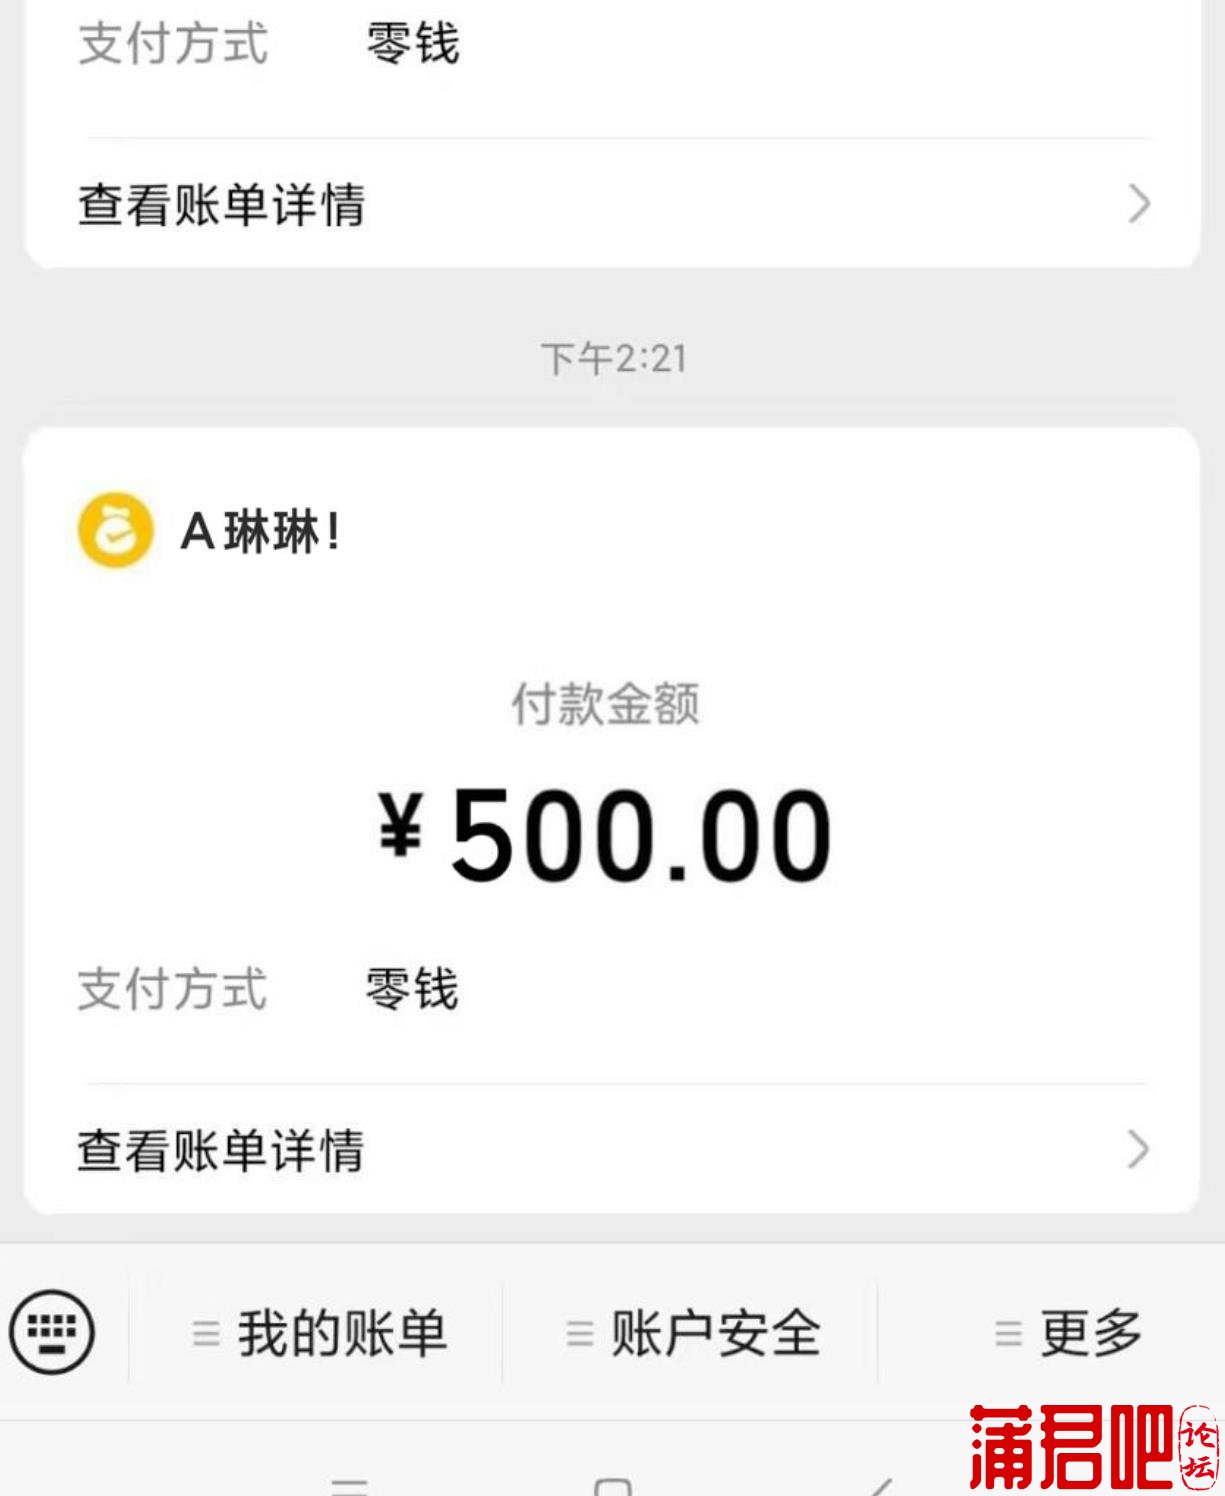 支付方式 零钱
查看账单详情
下午2:21
A琳琳!
付款金额
¥500.00
支付方式 零钱
查看账单详情
我的账单 账户安全 更多
蒲君吧论坛